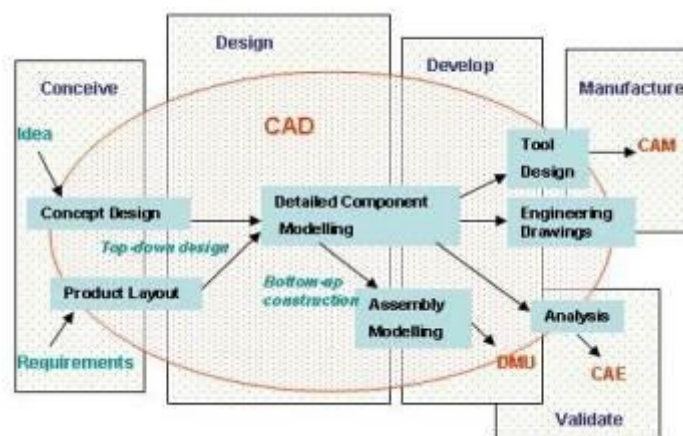 Design
Develop
Conceive
Manufacture
CAD
Idea
Tool
Design
CAM
Concept Design
Detailed Component
Modelling
Engineering
Drawings
Top-down design
Product Layout
Bottom-up
construction
Assembly
Modelling
Analysis
Requirements
DMU
CAE
Validate